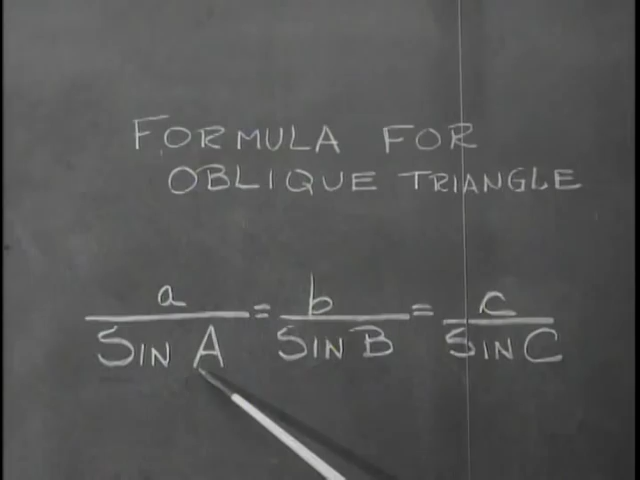 FORMULA FOR
OBLIQUE TRIANGLE
a = b = c
SIN A SIN B SIN C